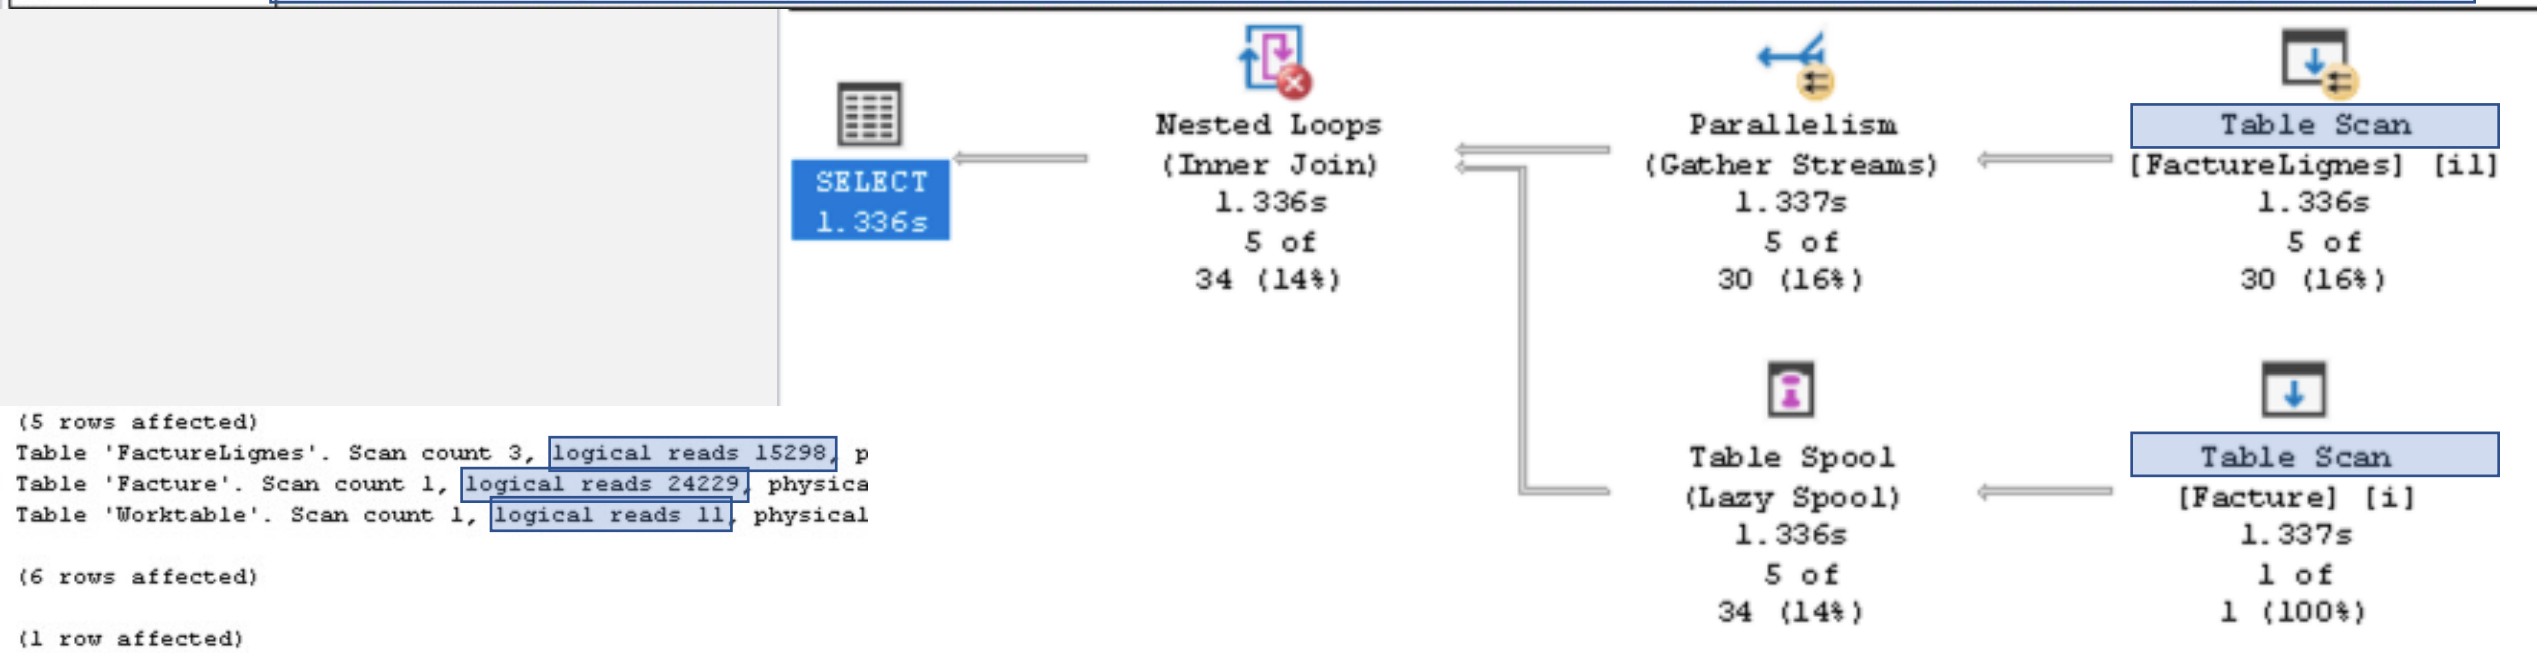 SELECT
1.336s
Nested Loops
(Inner Join)
1.336s
5 of
34 (14%)
Parallelism
(Gather Streams)
1.337s
5 of
30 (16%)
Table Scan
[FactureLignes] [il]
1.336s
5 of
30 (16%)
Table Spool
(Lazy Spool)
1.336s
5 of
34 (14%)
Table Scan
[Facture] [i]
1.337s
1 of
1 (100%)
(5 rows affected)
Table 'FactureLignes'. Scan count 3, logical reads 15298, p
Table 'Facture'. Scan count 1, logical reads 24229, physica
Table 'Worktable'. Scan count 1, logical reads 11, physical
(6 rows affected)
(1 row affected)